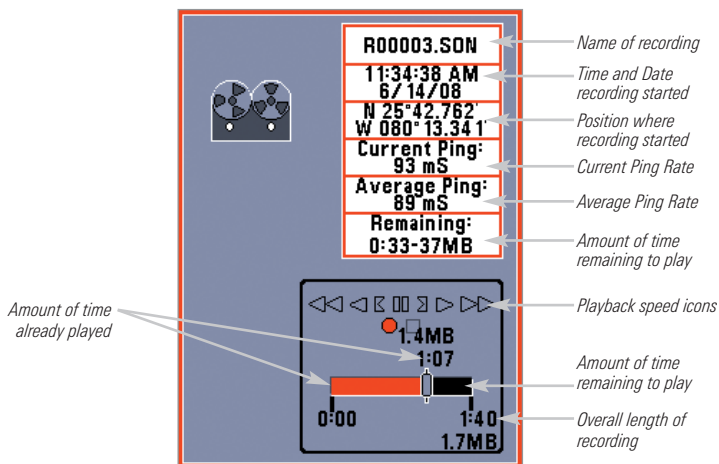 R00003.SON
11:34:38 AM
6/14/08
N 25°42.762'
W 080°13.341'
Current Ping:
93 mS
Average Ping:
89 mS
Remaining:
0:33-37MB
Name of recording
Time and Date
recording started
Position where
recording started
Current Ping Rate
Average Ping Rate
Amount of time
remaining to play
Amount of time
already played
1.4MB
1:07
0:00
1:40
1.7MB
Playback speed icons
Amount of time
remaining to play
Overall length of
recording